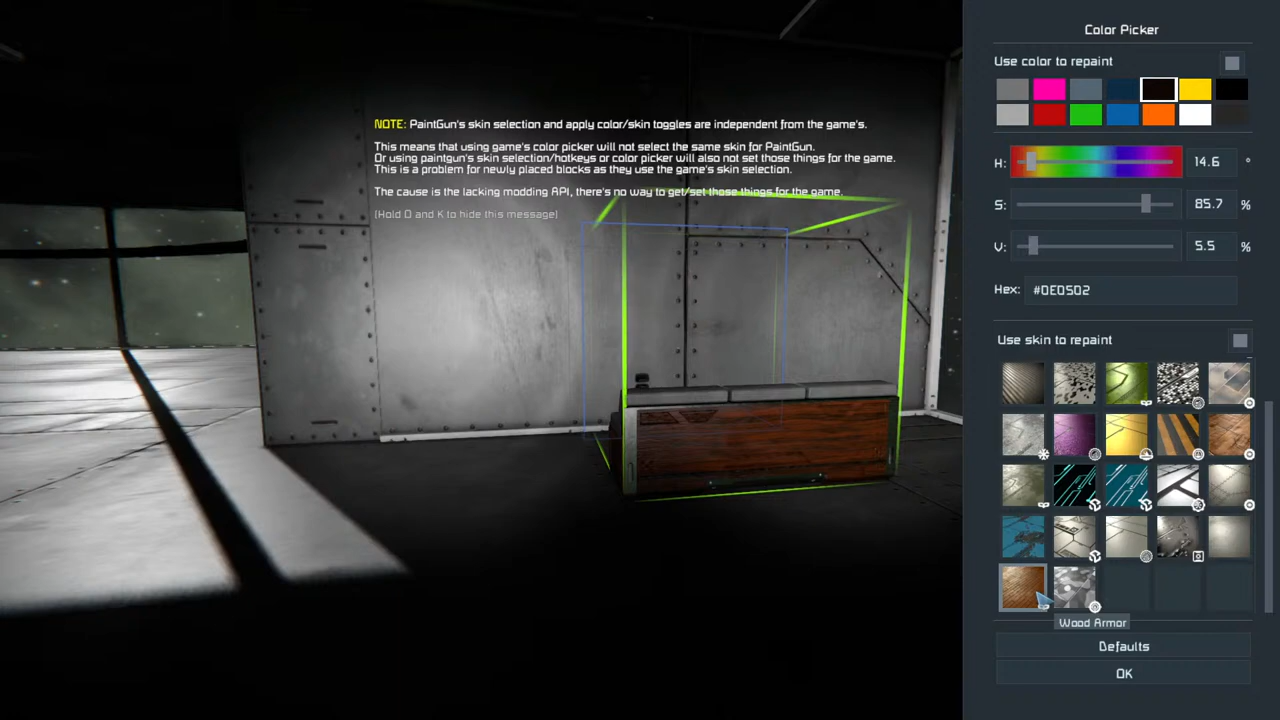 Color Picker
Use color to repaint
NOTE: PaintGun's skin selection and apply color/skin toggles are independent from the game's.
This means that using game's color picker will not select the same skin for PaintGun.
Or using paintgun's skin selection/hotkeys or color picker will also not set those things for the game.
This is a problem for newly placed blocks as they use the game's skin selection.
The cause is the lacking modding API, there's no way to get/set those things for the game.
(Hold O and K to hide this message)
H: 14.6 °
S: 85.7 %
V: 5.5 %
Hex: #0E0502
Use skin to repaint
Wood Armor
Defaults
OK